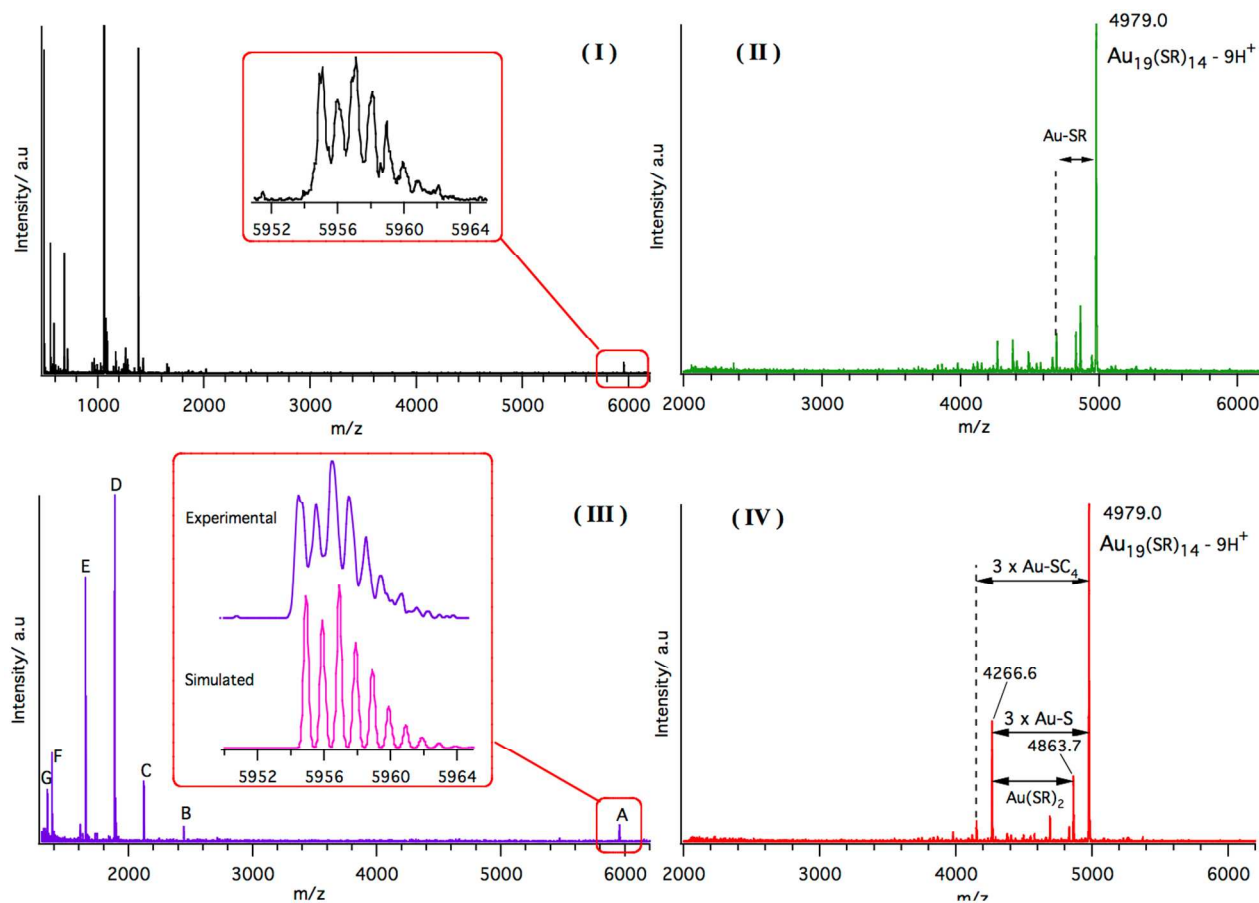 ( I )
Intensity/ a.u
5952
5956
5960
5964
1000
2000
3000
4000
5000
6000
m/z
( II )
4979.0
Au19(SR)14 - 9H+
Au-SR
Intensity/ a.u
2000
3000
4000
5000
6000
m/z
( III )
Experimental
Simulated
5952
5956
5960
5964
G
F
E
D
C
B
A
Intensity/ a.u
2000
3000
4000
5000
6000
m/z
( IV )
4979.0
Au19(SR)14 - 9H+
3 x Au-SC4
4266.6
3 x Au-S
4863.7
Au(SR)2
Intensity/ a.u
2000
3000
4000
5000
6000
m/z